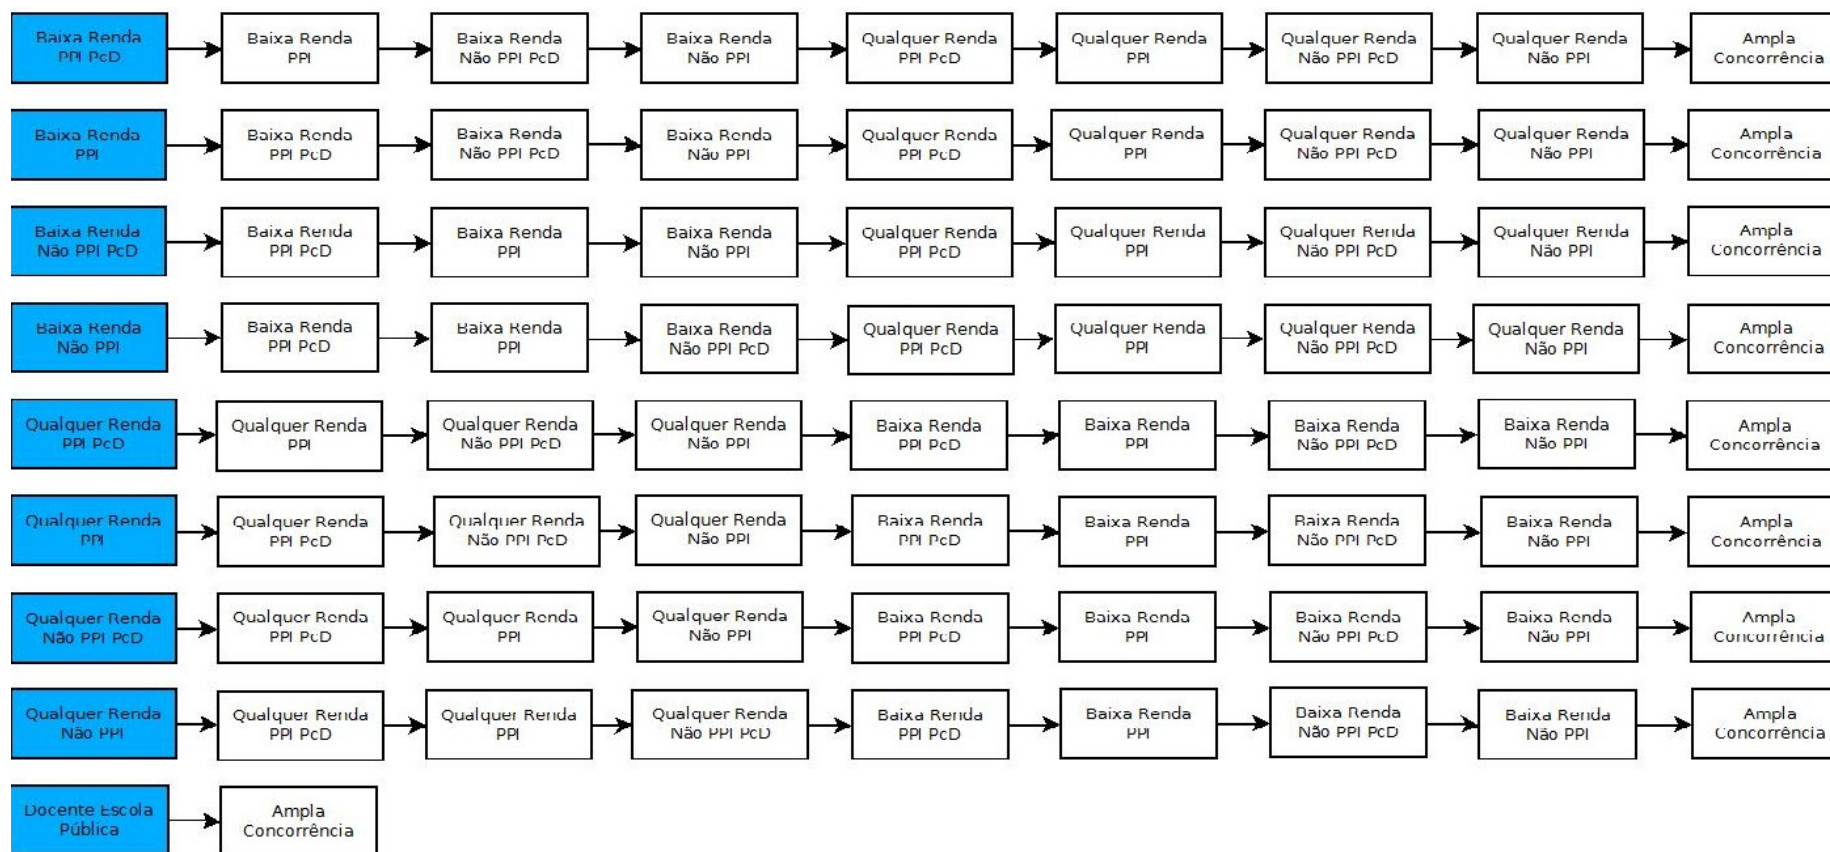 Baixa Renda
PPI PcD
Baixa Renda
PPI
Baixa Renda
Não PPI PcD
Baixa Renda
Não PPI
Qualquer Renda
PPI PcD
Qualquer Renda
PPI
Qualquer Renda
Não PPI PcD
Qualquer Renda
Não PPI
Ampla
Concorrência
Baixa Renda
PPI
Baixa Renda
PPI PcD
Baixa Renda
Não PPI PcD
Baixa Renda
Não PPI
Qualquer Renda
PPI PcD
Qualquer Renda
PPI
Qualquer Renda
Não PPI PcD
Qualquer Renda
Não PPI
Ampla
Concorrência
Baixa Renda
Não PPI PcD
Baixa Renda
PPI PcD
Baixa Renda
PPI
Baixa Renda
Não PPI
Qualquer Renda
PPI PcD
Qualquer Renda
PPI
Qualquer Renda
Não PPI PcD
Qualquer Renda
Não PPI
Ampla
Concorrência
Baixa Renda
Não PPI
Baixa Renda
PPI PcD
Baixa Renda
PPI
Baixa Renda
Não PPI PcD
Qualquer Renda
PPI PcD
Qualquer Renda
PPI
Qualquer Renda
Não PPI PcD
Qualquer Renda
Não PPI
Ampla
Concorrência
Qualquer Renda
PPI PcD
Qualquer Renda
PPI
Qualquer Renda
Não PPI PcD
Qualquer Renda
Não PPI
Baixa Renda
PPI PcD
Baixa Renda
PPI
Baixa Renda
Não PPI PcD
Baixa Renda
Não PPI
Ampla
Concorrência
Qualquer Renda
PPI
Qualquer Renda
PPI PcD
Qualquer Renda
Não PPI PcD
Qualquer Renda
Não PPI
Baixa Renda
PPI PcD
Baixa Renda
PPI
Baixa Renda
Não PPI PcD
Baixa Renda
Não PPI
Ampla
Concorrência
Qualquer Renda
Não PPI PcD
Qualquer Renda
PPI PcD
Qualquer Renda
PPI
Qualquer Renda
Não PPI
Baixa Renda
PPI PcD
Baixa Renda
PPI
Baixa Renda
Não PPI PcD
Baixa Renda
Não PPI
Ampla
Concorrência
Qualquer Renda
Não PPI
Qualquer Renda
PPI PcD
Qualquer Renda
PPI
Qualquer Renda
Não PPI PcD
Baixa Renda
PPI PcD
Baixa Renda
PPI
Baixa Renda
Não PPI PcD
Baixa Renda
Não PPI
Ampla
Concorrência
Docente Escola
Pública
Ampla
Concorrência